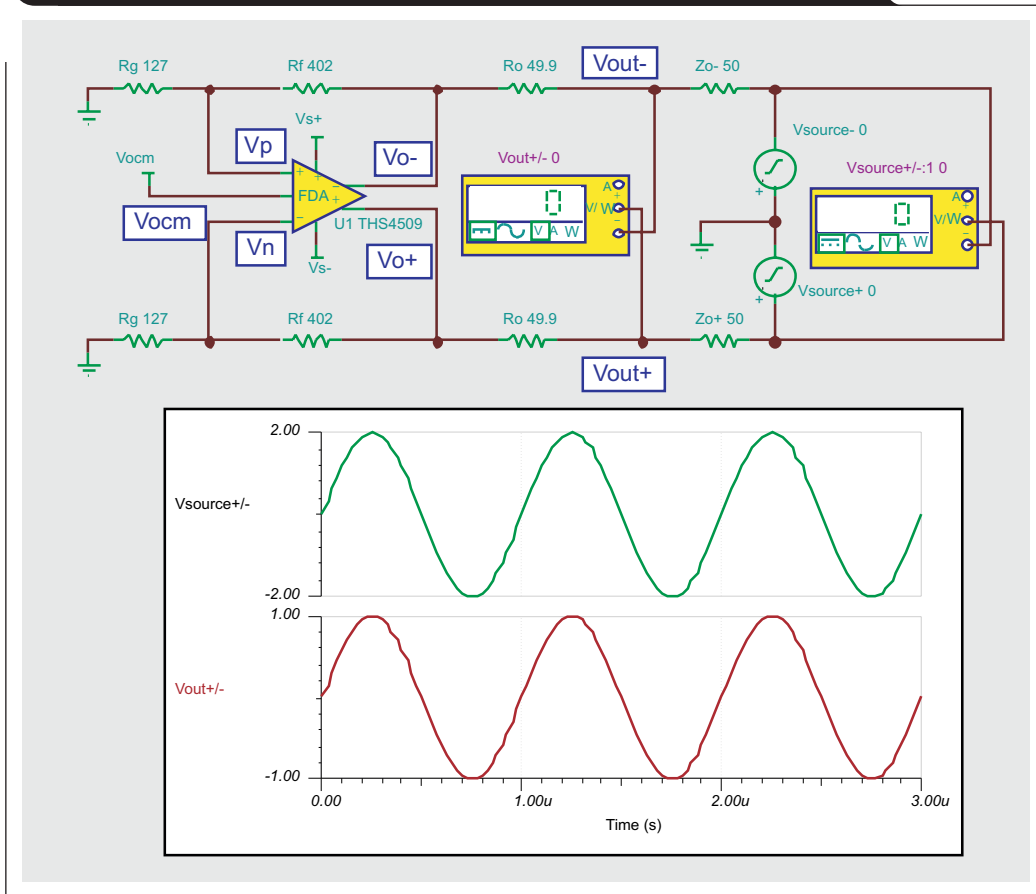 Rg 127 Rf 402 Ro 49.9 Vout- Zo- 50
Vs+
Vsource- 0
Vocm Vp Vo- Vout+/- 0 Vsource+/-:1 0
+ - A +
FDA 0 V/W
+ - V A W
Vocm U1 THS4509
Vn Vo+
Vs-
+ 0 A + V/W - V A W
Vsource+ 0
+
Rg 127 Rf 402 Ro 49.9 Zo+ 50
Vout+
2.00
Vsource+/-
-2.00
1.00
Vout+/-
-1.00
0.00 1.00u 2.00u 3.00u
Time (s)